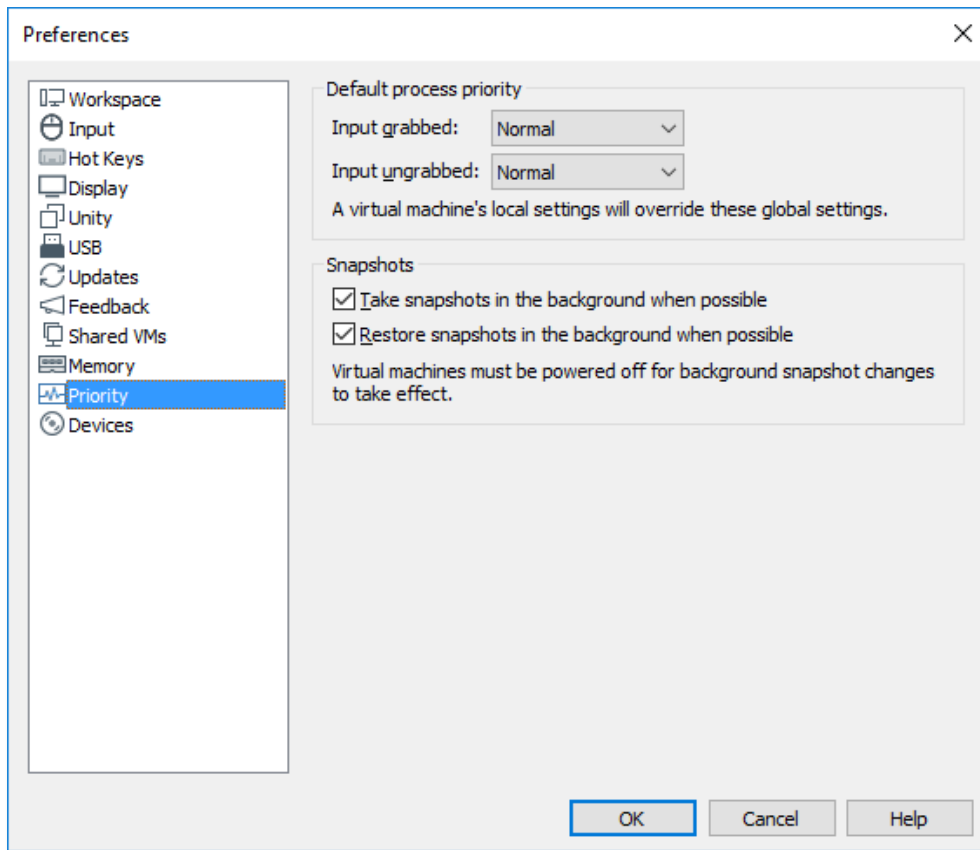 Preferences
Workspace
Input
Hot Keys
Display
Unity
USB
Updates
Feedback
Shared VMs
Memory
Priority
Devices
Default process priority
Input grabbed: Normal
Input ungrabbed: Normal
A virtual machine's local settings will override these global settings.
Snapshots
Take snapshots in the background when possible
Restore snapshots in the background when possible
Virtual machines must be powered off for background snapshot changes
to take effect.
OK Cancel Help